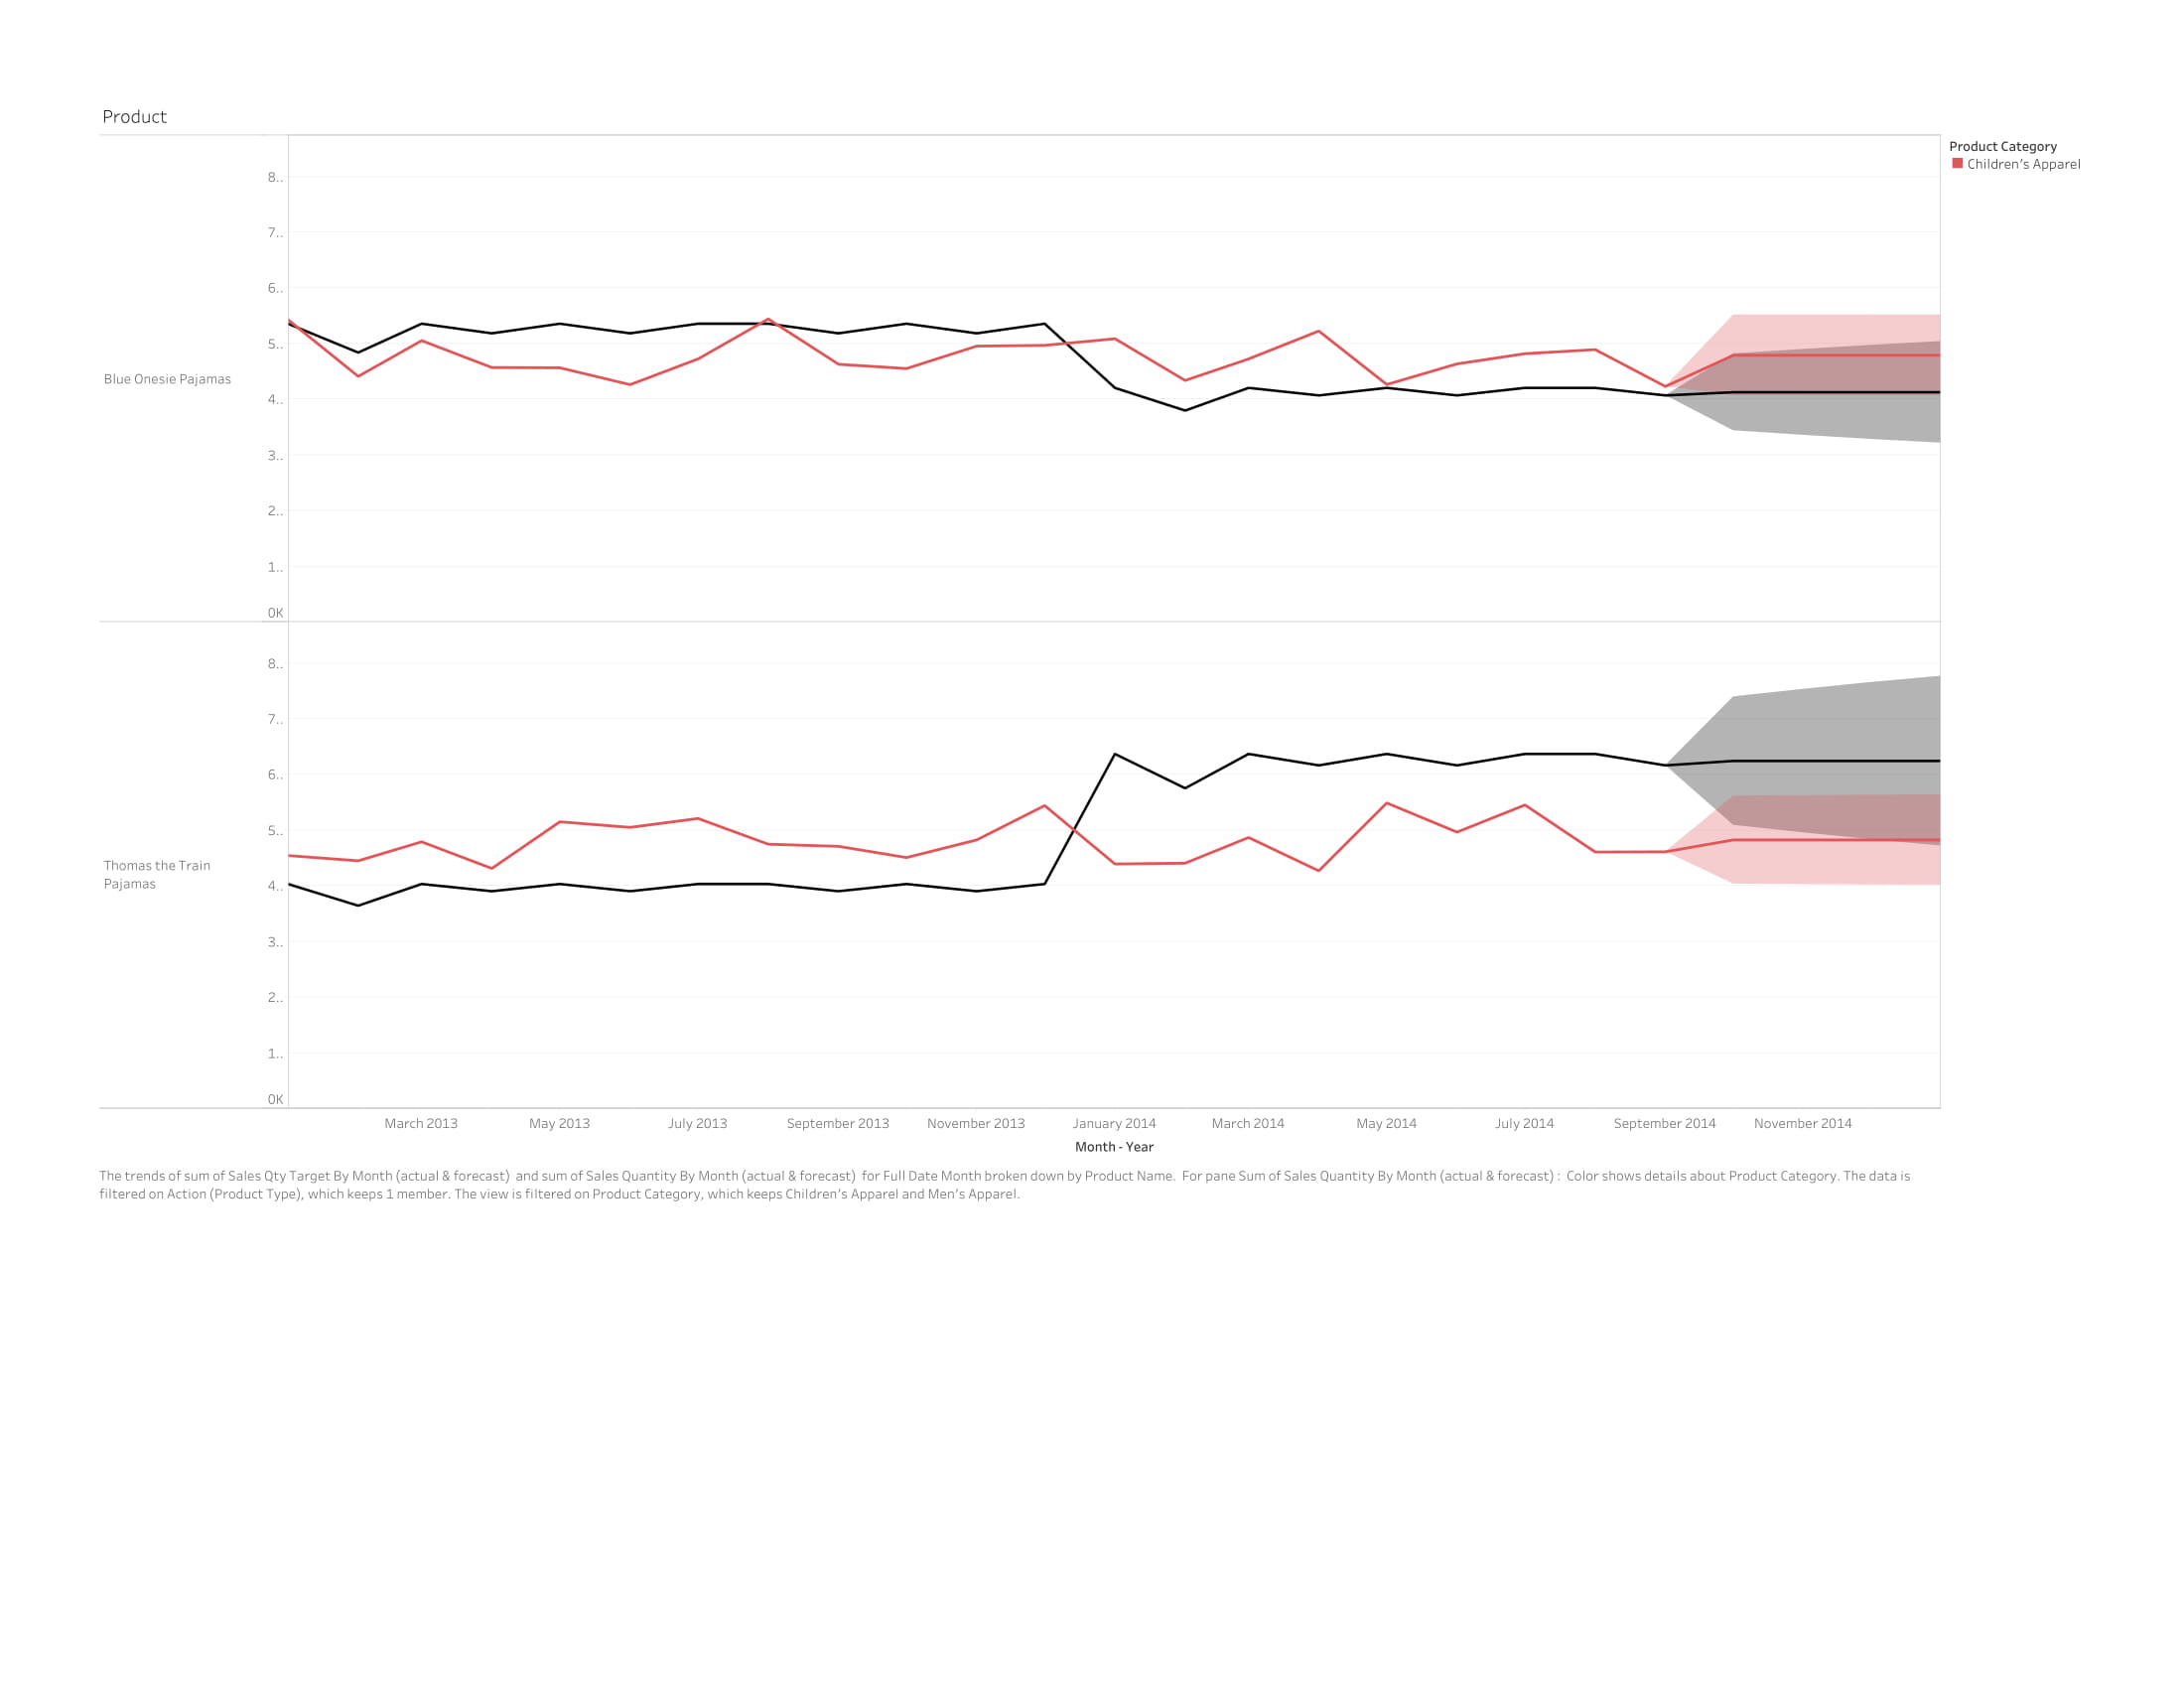 Product
Product Category
Children's Apparel
8..
7..
6..
5..
Blue Onesie Pajamas
4..
3..
2..
1..
0K
8..
7..
6..
5..
Thomas the Train
Pajamas
4..
3..
2..
1..
0K
March 2013 May 2013 July 2013 September 2013 November 2013 January 2014 March 2014 May 2014 July 2014 September 2014 November 2014
Month - Year
The trends of sum of Sales Qty Target By Month (actual & forecast)  and sum of Sales Quantity By Month (actual & forecast)  for Full Date Month broken down by Product Name.  For pane Sum of Sales Quantity By Month (actual & forecast) :  Color shows details about Product Category. The data is
filtered on Action (Product Type), which keeps 1 member. The view is filtered on Product Category, which keeps Children's Apparel and Men's Apparel.